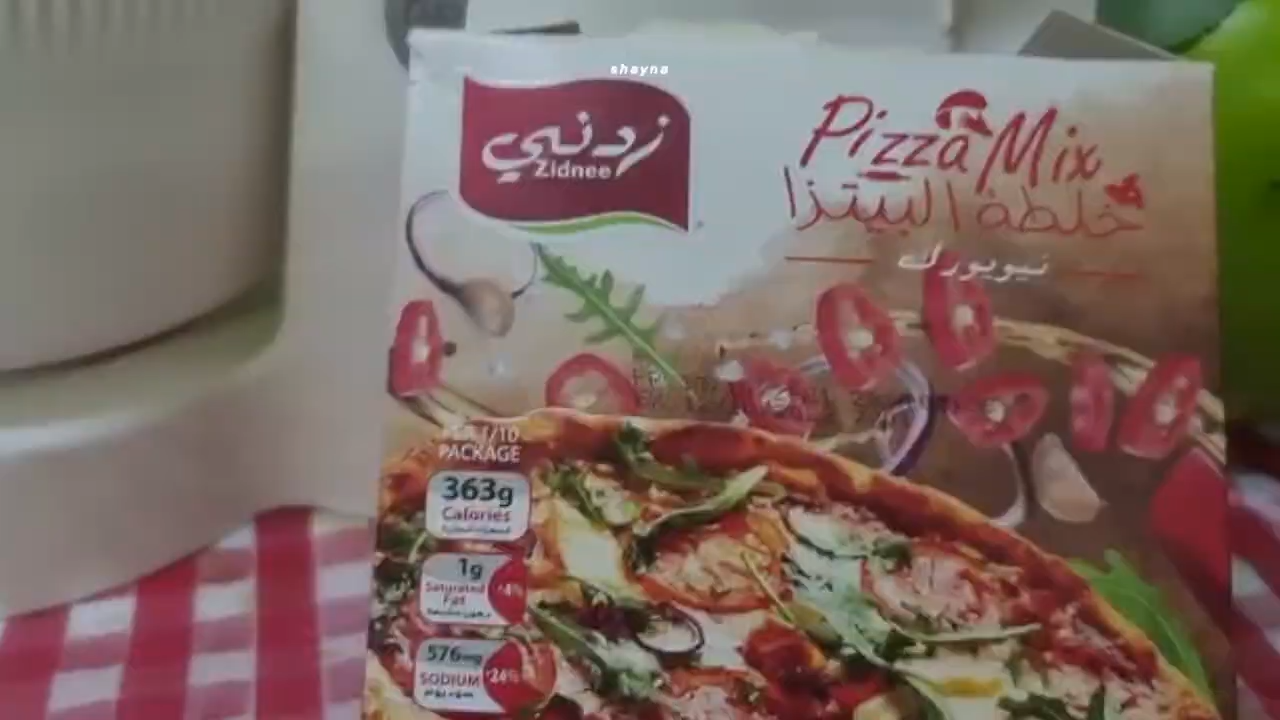 shayna
زدني
Zidnee
Pizza Mix
خلطة البيتزا
نيويورك
1/10
PACKAGE
363g
Calories
1g
Saturated
Fat
4%
576mg
SODIUM
24%
صوديوم